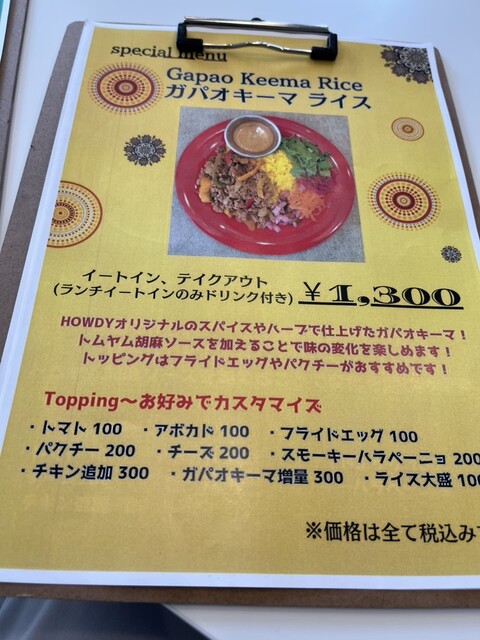 special menu
Gapao Keema Rice
ガパオキーマ ライス
イートイン、テイクアウト
(ランチイートインのみドリンク付き) ¥1,300
HOWDYオリジナルのスパイスやハーブで仕上げたガパオキーマ！
トムヤム胡麻ソースを加えることで味の変化を楽しめます！
トッピングはフライドエッグやパクチーがおすすめです！
Topping〜お好みでカスタマイズ
・トマト 100 ・アボカド 100 ・フライドエッグ 100
・パクチー 200 ・チーズ 200 ・スモーキーハラペーニョ 200
・チキン追加 300 ・ガパオキーマ増量 300 ・ライス大盛 100
※価格は全て税込みで